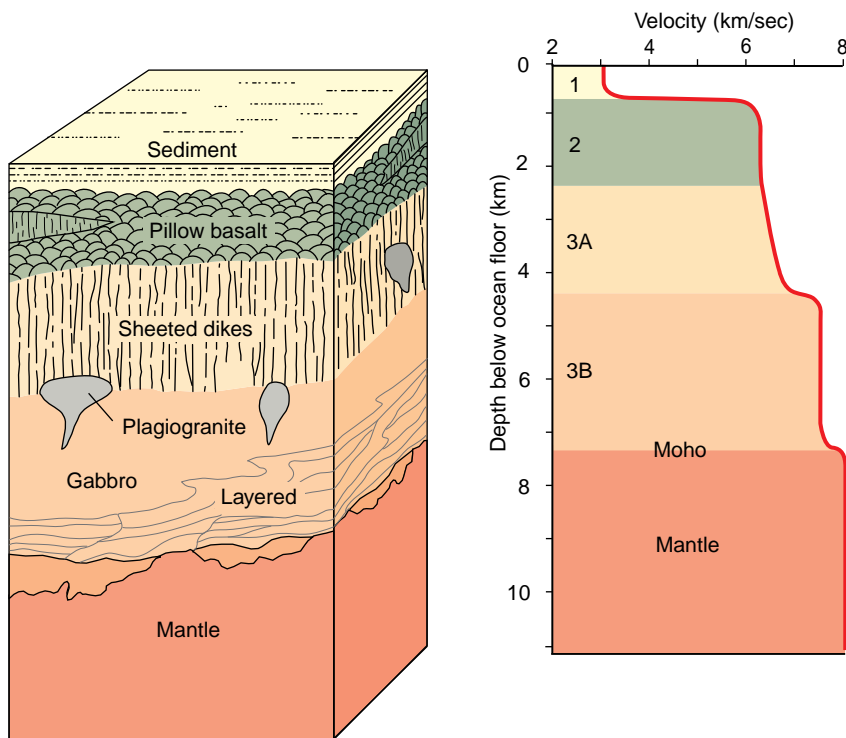 Sediment
Pillow basalt
Sheeted dikes
Plagiogranite
Gabbro
Layered
Mantle
Velocity (km/sec)
2 4 6 8
Depth below ocean floor (km)
0
2
4
6
8
10
1
2
3A
3B
Moho
Mantle